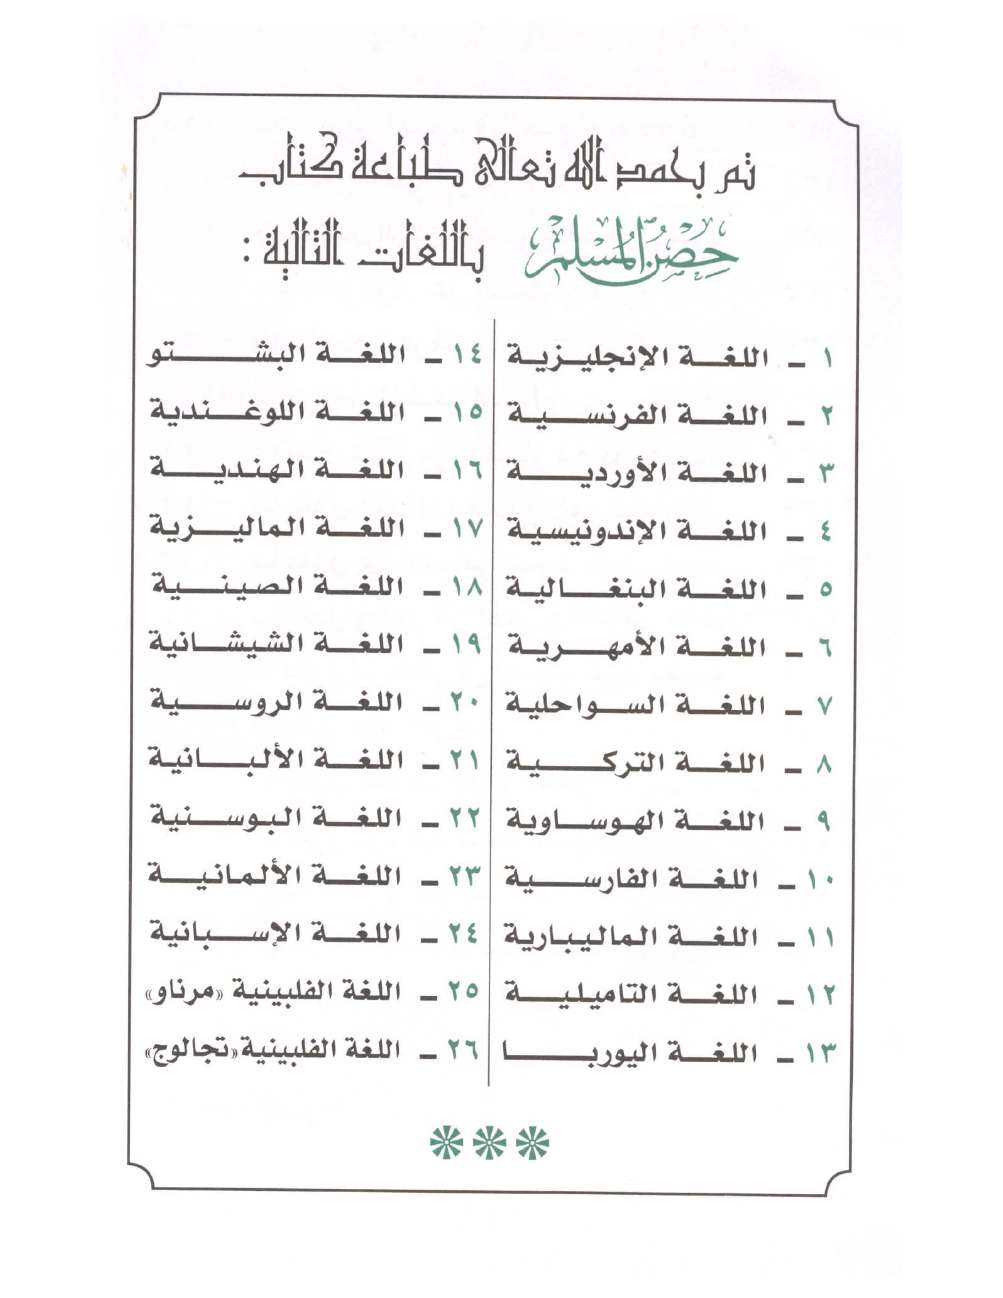 تم بحمد الله تعالى طباعة كتاب
حِصْنُ المُسْلِم باللغات التالية :
١ ـ اللغة الإنجليزية
٢ ـ اللغة الفرنسية
٣ ـ اللغة الأوردية
٤ ـ اللغة الإندونيسية
٥ ـ اللغة البنغالية
٦ ـ اللغة الأمهرية
٧ ـ اللغة السواحلية
٨ ـ اللغة التركية
٩ ـ اللغة الهوساوية
١٠ ـ اللغة الفارسية
١١ ـ اللغة الماليبارية
١٢ ـ اللغة التاميلية
١٣ ـ اللغة اليوربا
١٤ ـ اللغة البشتو
١٥ ـ اللغة اللوغندية
١٦ ـ اللغة الهندية
١٧ ـ اللغة الماليزية
١٨ ـ اللغة الصينية
١٩ ـ اللغة الشيشانية
٢٠ ـ اللغة الروسية
٢١ ـ اللغة الألبانية
٢٢ ـ اللغة البوسنية
٢٣ ـ اللغة الألمانية
٢٤ ـ اللغة الإسبانية
٢٥ ـ اللغة الفلبينية «مرناو»
٢٦ ـ اللغة الفلبينية «تجالوج»